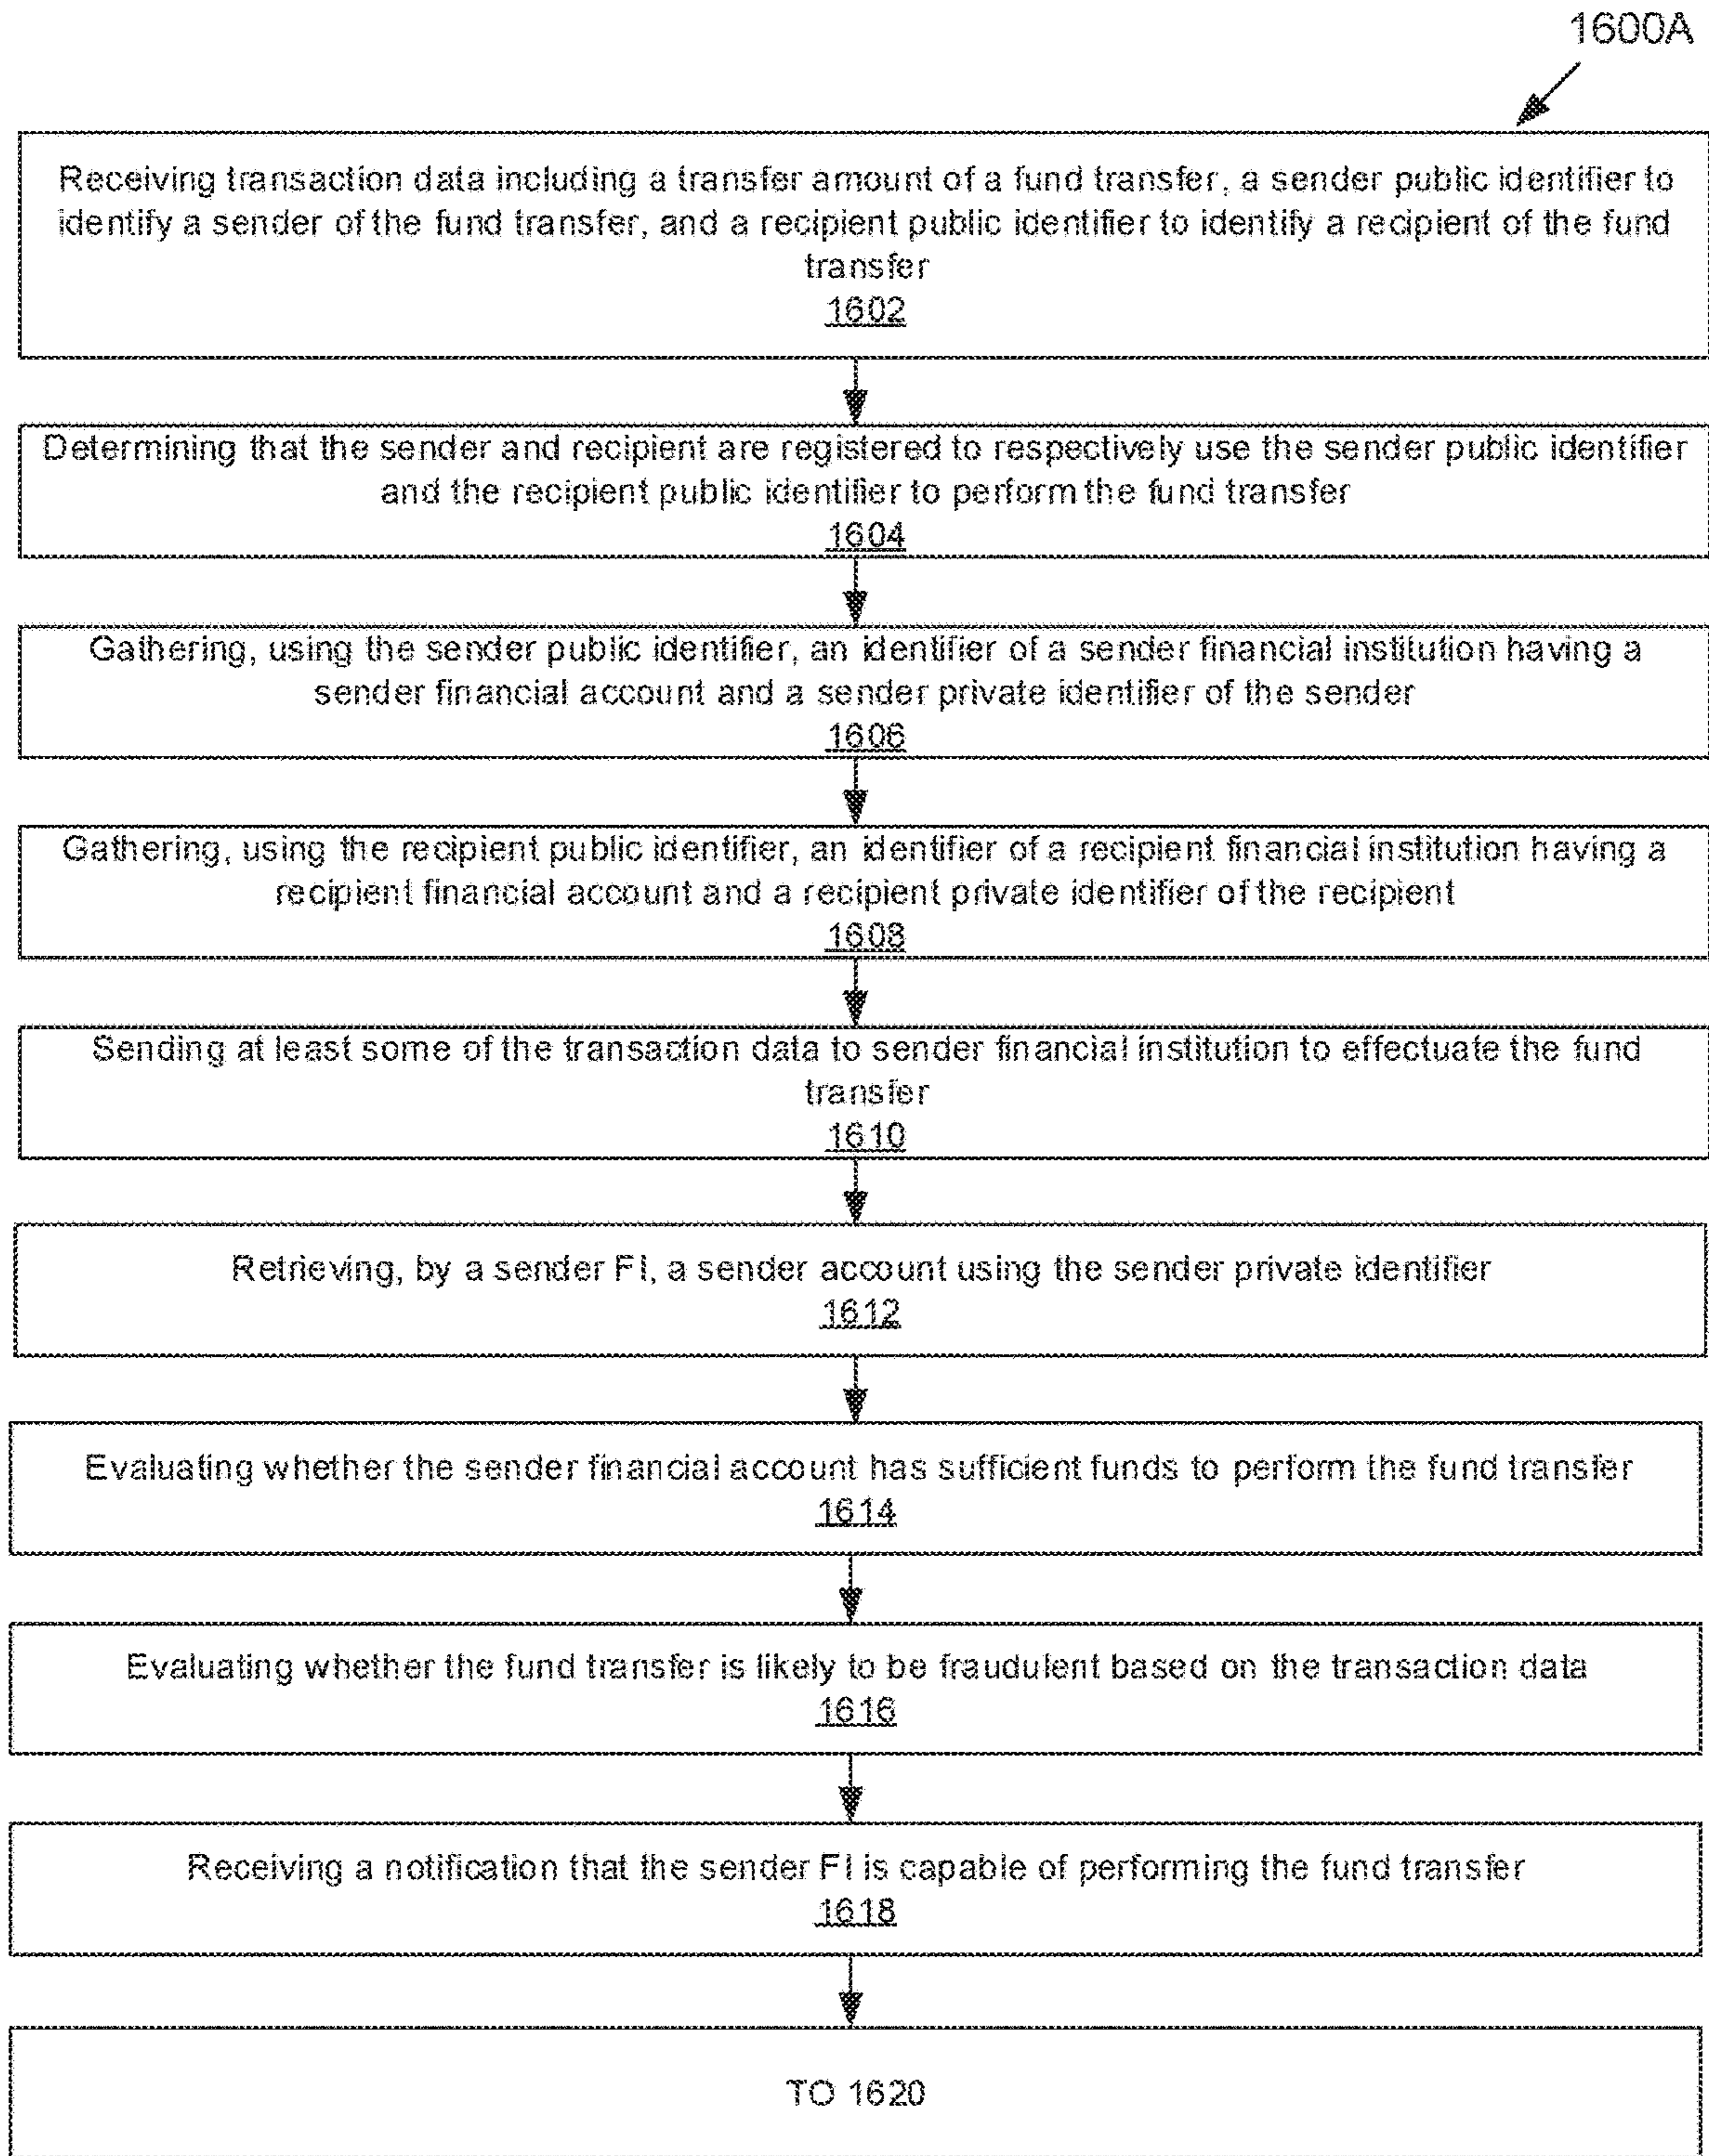 1600A
Receiving transaction data including a transfer amount of a fund transfer, a sender public identifier to
identify a sender of the fund transfer, and a recipient public identifier to identify a recipient of the fund
transfer
1602
Determining that the sender and recipient are registered to respectively use the sender public identifier
and the recipient public identifier to perform the fund transfer
1604
Gathering, using the sender public identifier, an identifier of a sender financial institution having a
sender financial account and a sender private identifier of the sender
1606
Gathering, using the recipient public identifier, an identifier of a recipient financial institution having a
recipient financial account and a recipient private identifier of the recipient
1608
Sending at least some of the transaction data to sender financial institution to effectuate the fund
transfer
1610
Retrieving, by a sender FI, a sender account using the sender private identifier
1612
Evaluating whether the sender financial account has sufficient funds to perform the fund transfer
1614
Evaluating whether the fund transfer is likely to be fraudulent based on the transaction data
1616
Receiving a notification that the sender FI is capable of performing the fund transfer
1618
TO 1620